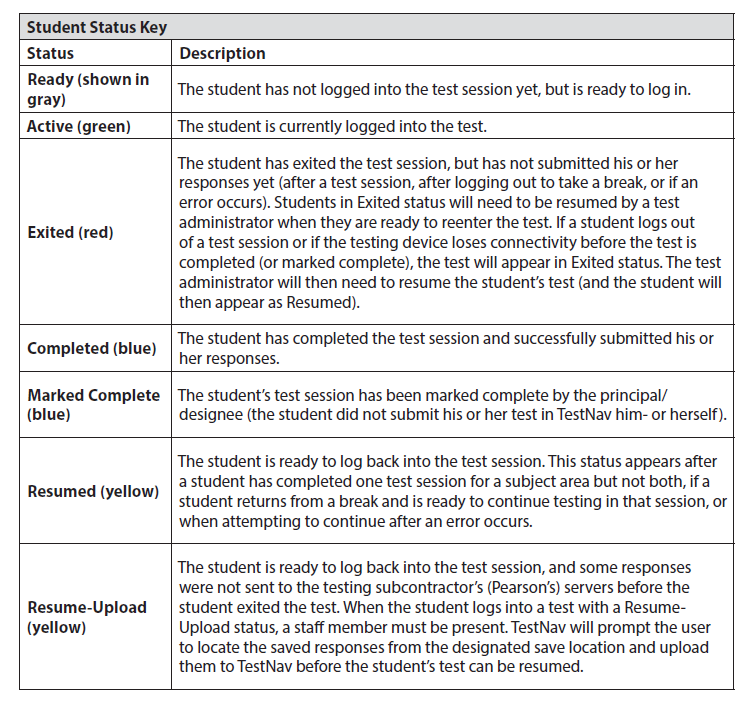 Student Status Key
Status Description
Ready (shown in
gray)
The student has not logged into the test session yet, but is ready to log in.
Active (green) The student is currently logged into the test.
Exited (red)
The student has exited the test session, but has not submitted his or her
responses yet (after a test session, after logging out to take a break, or if an
error occurs). Students in Exited status will need to be resumed by a test
administrator when they are ready to reenter the test. If a student logs out
of a test session or if the testing device loses connectivity before the test is
completed (or marked complete), the test will appear in Exited status. The test
administrator will then need to resume the student's test (and the student will
then appear as Resumed).
Completed (blue)
The student has completed the test session and successfully submitted his or
her responses.
Marked Complete
(blue)
The student's test session has been marked complete by the principal/
designee (the student did not submit his or her test in TestNav him- or herself).
Resumed (yellow)
The student is ready to log back into the test session. This status appears after
a student has completed one test session for a subject area but not both, if a
student returns from a break and is ready to continue testing in that session, or
when attempting to continue after an error occurs.
Resume-Upload
(yellow)
The student is ready to log back into the test session, and some responses
were not sent to the testing subcontractor's (Pearson's) servers before the
student exited the test. When the student logs into a test with a Resume-
Upload status, a staff member must be present. TestNav will prompt the user
to locate the saved responses from the designated save location and upload
them to TestNav before the student's test can be resumed.